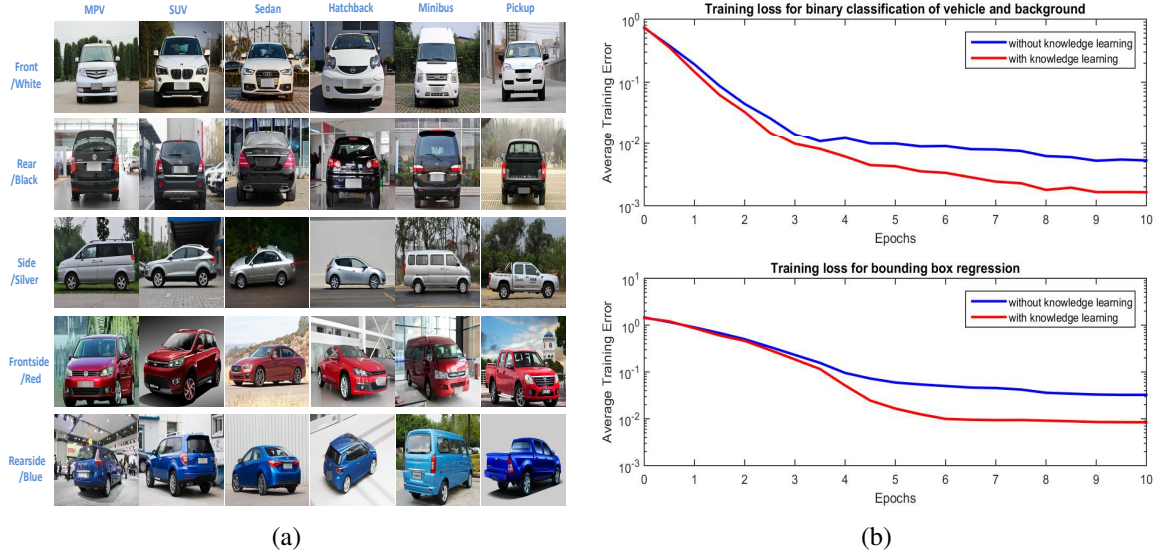 MPV SUV Sedan Hatchback Minibus Pickup
Front
/White
Rear
/Black
Side
/Silver
Frontside
/Red
Rearside
/Blue
(a)
Training loss for binary classification of vehicle and background
10^0
10^-1
10^-2
10^-3
Average Training Error
without knowledge learning
with knowledge learning
0 1 2 3 4 5 6 7 8 9 10
Epochs
Training loss for bounding box regression
10^1
10^0
10^-1
10^-2
10^-3
Average Training Error
without knowledge learning
with knowledge learning
0 1 2 3 4 5 6 7 8 9 10
Epochs
(b)